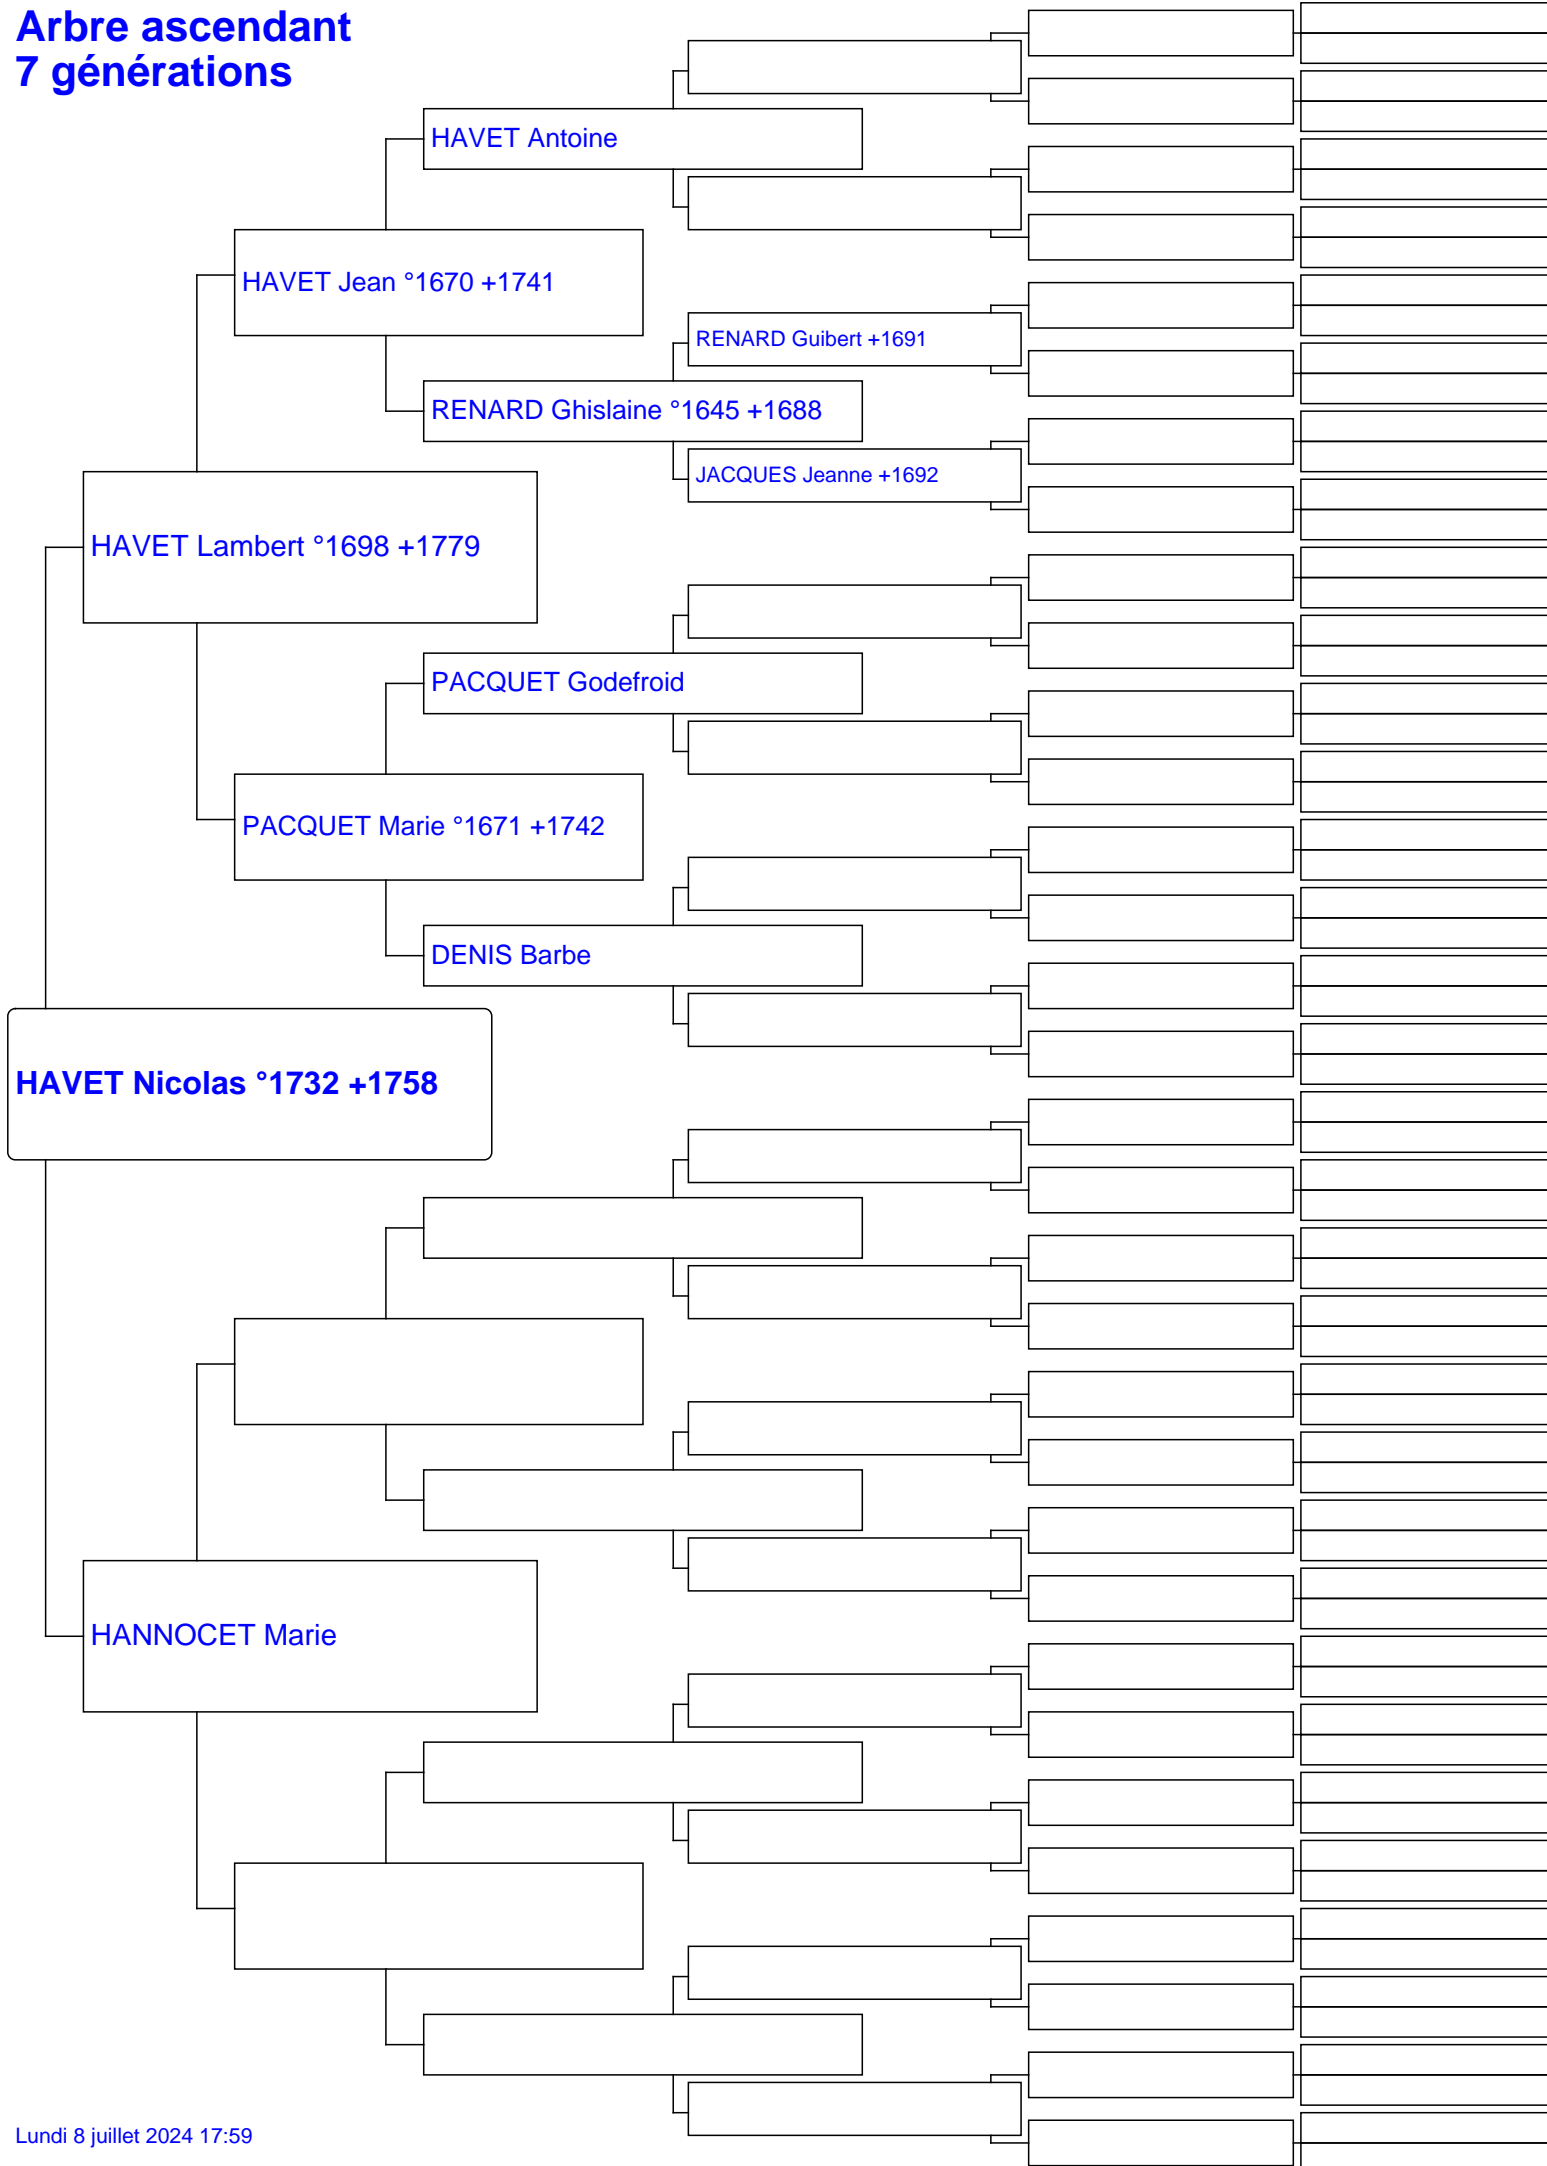 Arbre ascendant
7 générations
HAVET Antoine
HAVET Jean °1670 +1741
RENARD Guibert +1691
RENARD Ghislaine °1645 +1688
JACQUES Jeanne +1692
HAVET Lambert °1698 +1779
PACQUET Godefroid
PACQUET Marie °1671 +1742
DENIS Barbe
HAVET Nicolas °1732 +1758
HANNOCET Marie
Lundi 8 juillet 2024 17:59